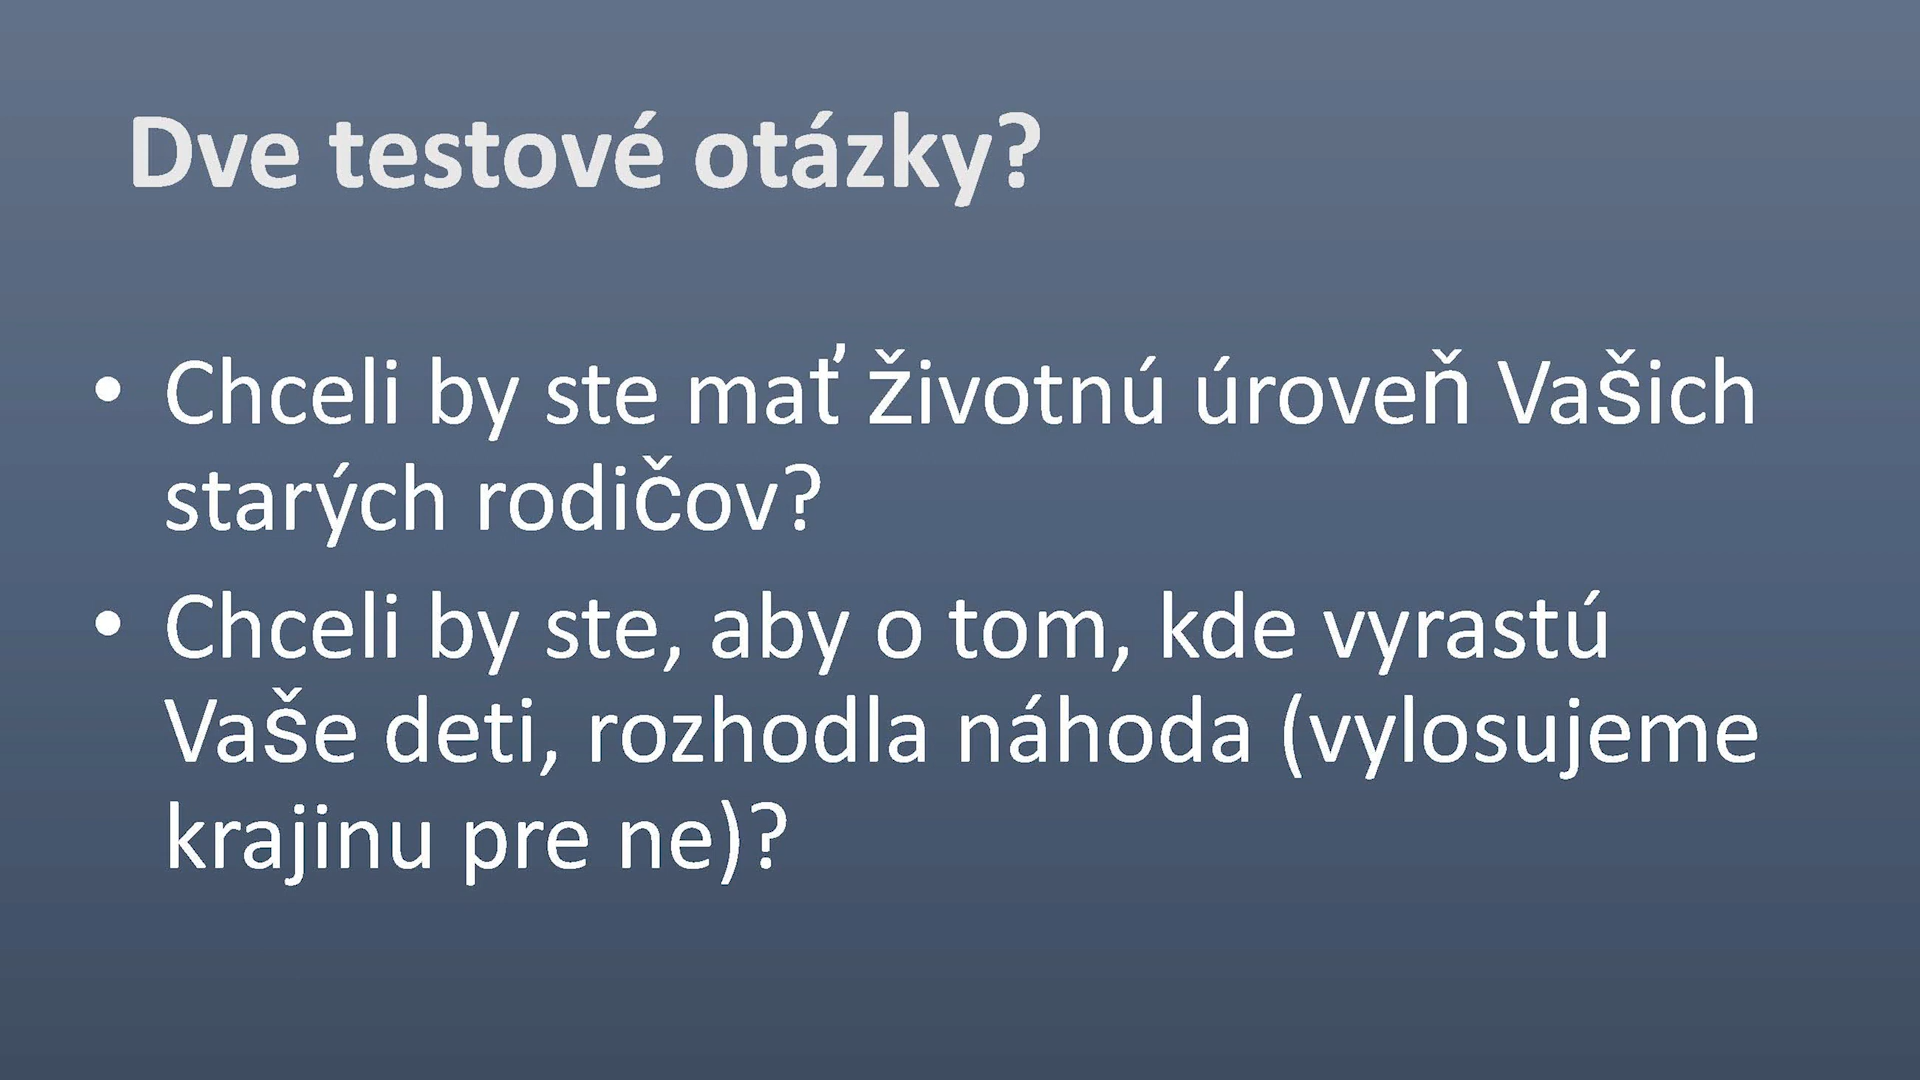 Dve testové otázky?
• Chceli by ste mať životnú úroveň Vašich
starých rodičov?
• Chceli by ste, aby o tom, kde vyrastú
Vaše deti, rozhodla náhoda (vylosujeme
krajinu pre ne)?